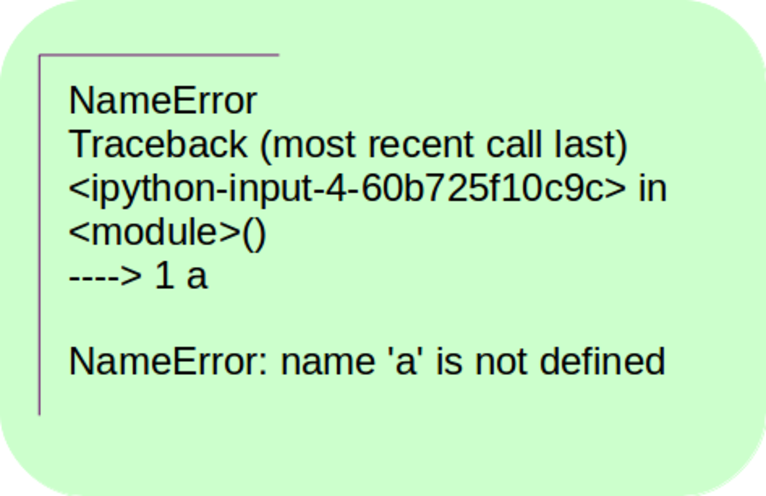 NameError
Traceback (most recent call last)
<ipython-input-4-60b725f10c9c> in
<module>()
----> 1 a
NameError: name 'a' is not defined